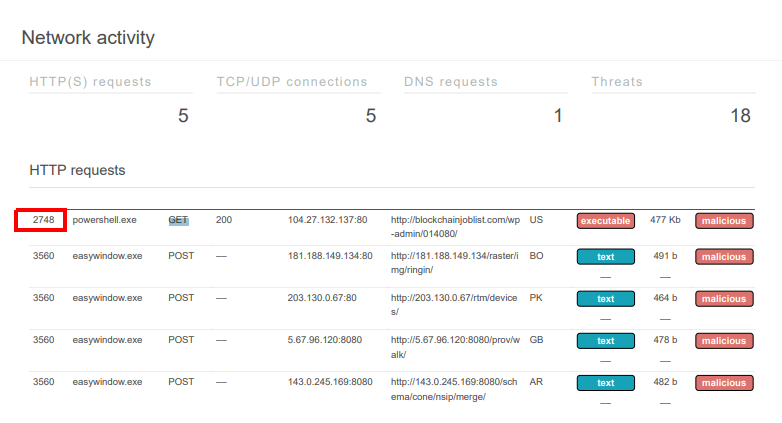 Network activity
HTTP(S) requests TCP/UDP connections DNS requests Threats
5 5 1 18
HTTP requests
2748 powershell.exe GET 200 104.27.132.137:80 http://blockchainjoblist.com/wp US executable 477 Kb malicious
-admin/014080/
3560 easywindow.exe POST — 181.188.149.134:80 http://181.188.149.134/raster/i BO text 491 b malicious
mg/ringin/ — —
3560 easywindow.exe POST — 203.130.0.67:80 http://203.130.0.67/rtm/device PK text 464 b malicious
s/ — —
3560 easywindow.exe POST — 5.67.96.120:8080 http://5.67.96.120:8080/prov/w GB text 478 b malicious
alk/ — —
3560 easywindow.exe POST — 143.0.245.169:8080 http://143.0.245.169:8080/sch AR text 482 b malicious
ema/cone/nsip/merge/ — —